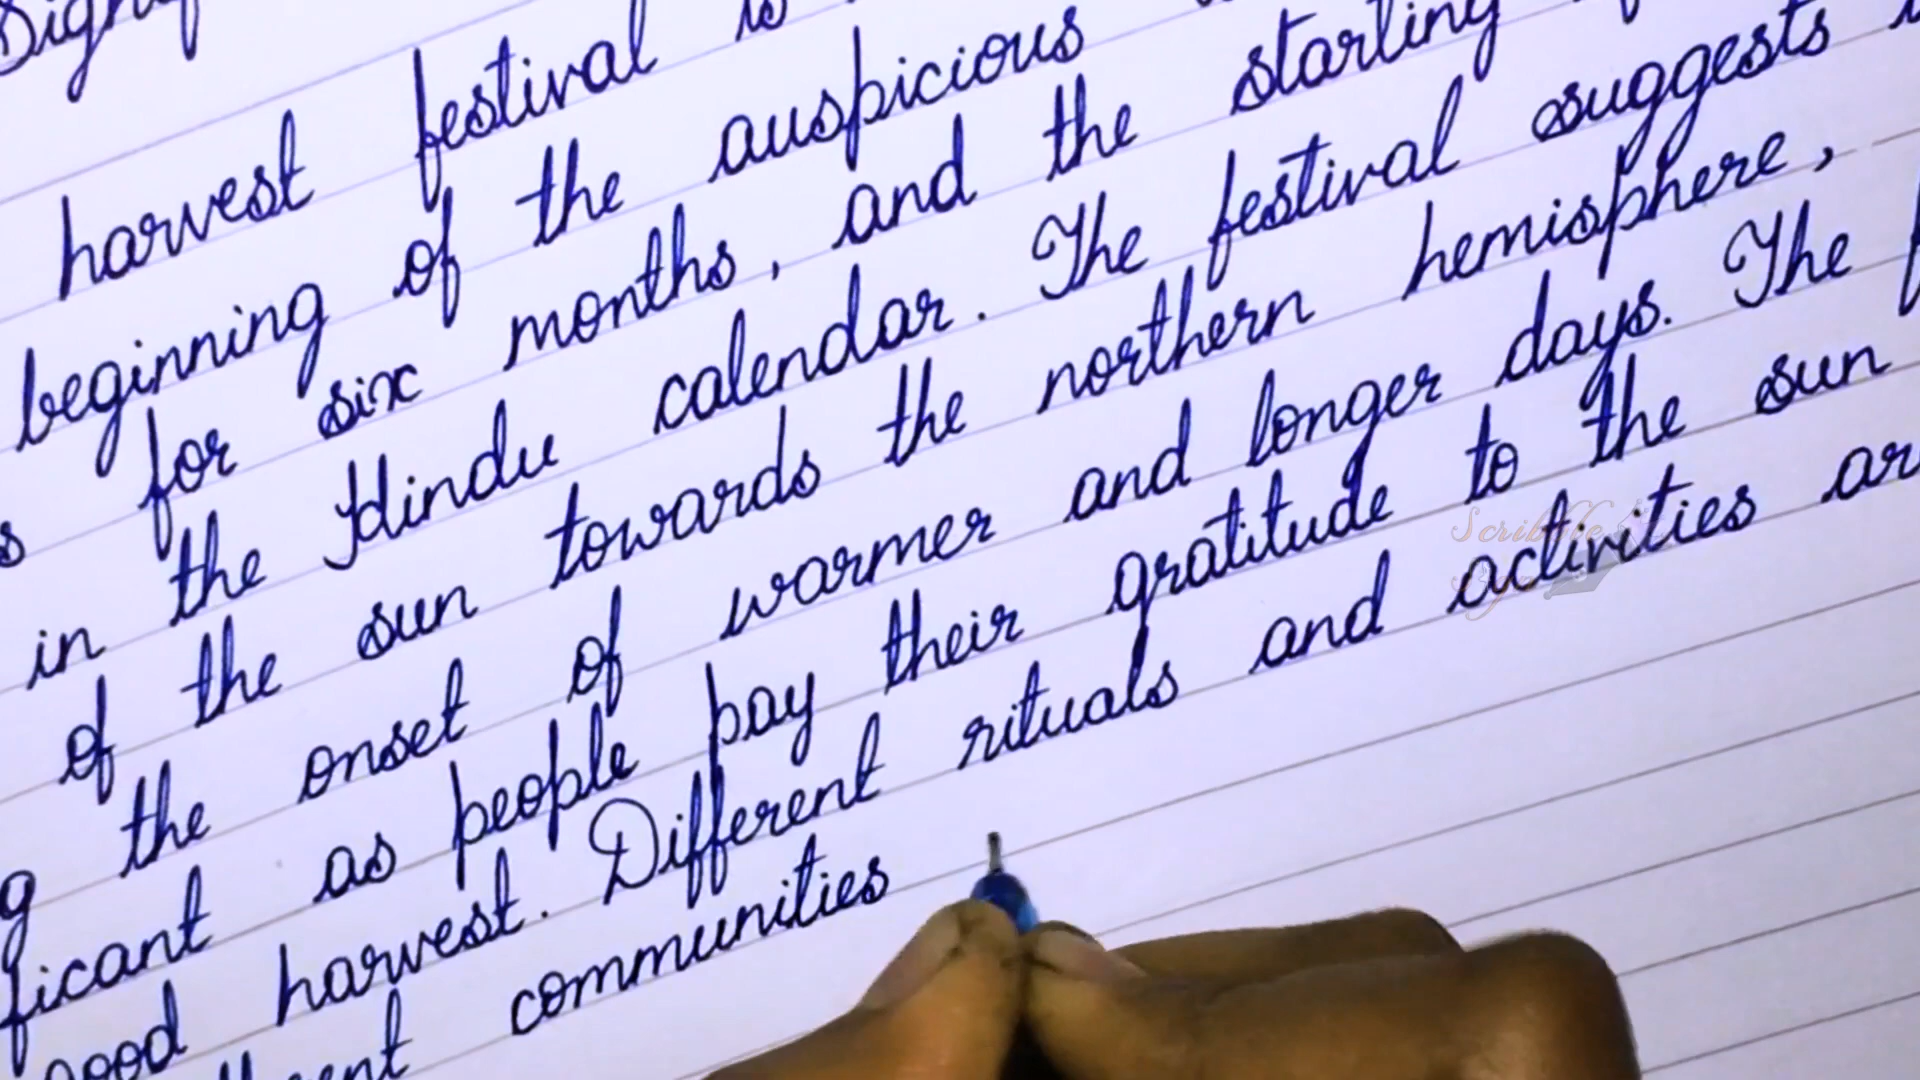 harvest festival is
beginning of the auspicious
for six months, and the starting
in the Hindu calendar. The festival suggests
of the sun towards the northern hemisphere,
the onset of warmer and longer days. The
ficant as people pay their gratitude to the sun
good harvest. Different rituals and activities ar
communities
Scribble